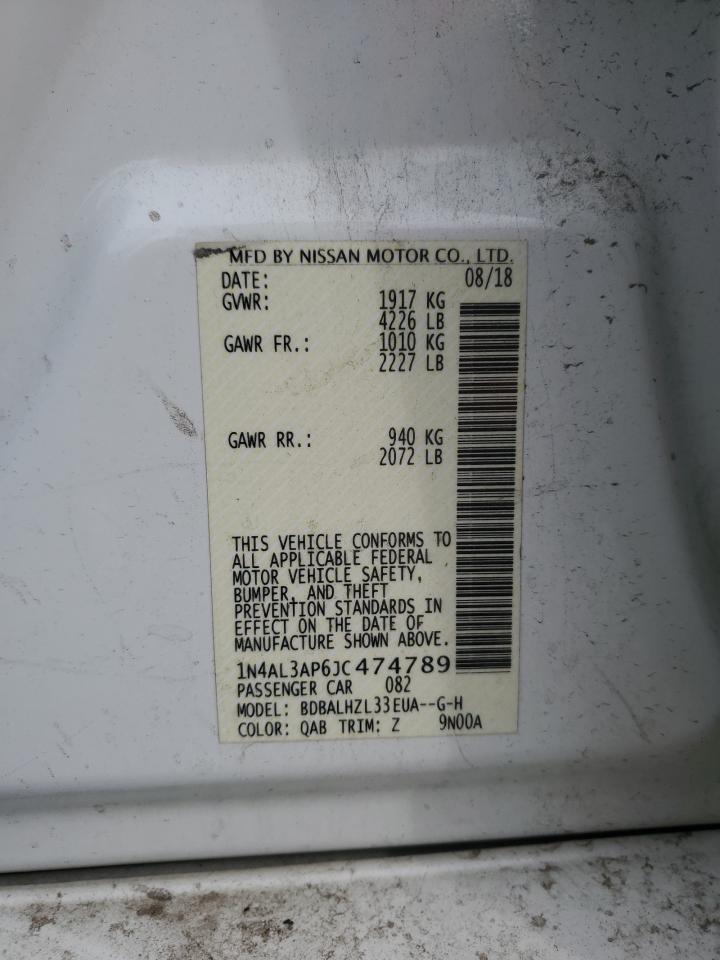 MFD BY NISSAN MOTOR CO., LTD.
DATE: 08/18
GVWR: 1917 KG
4226 LB
GAWR FR.: 1010 KG
2227 LB
GAWR RR.: 940 KG
2072 LB
THIS VEHICLE CONFORMS TO
ALL APPLICABLE FEDERAL
MOTOR VEHICLE SAFETY,
BUMPER, AND THEFT
PREVENTION STANDARDS IN
EFFECT ON THE DATE OF
MANUFACTURE SHOWN ABOVE.
1N4AL3AP6JC474789
PASSENGER CAR 082
MODEL: BDBALHZL33EUA--G-H
COLOR: QAB TRIM: Z 9N00A